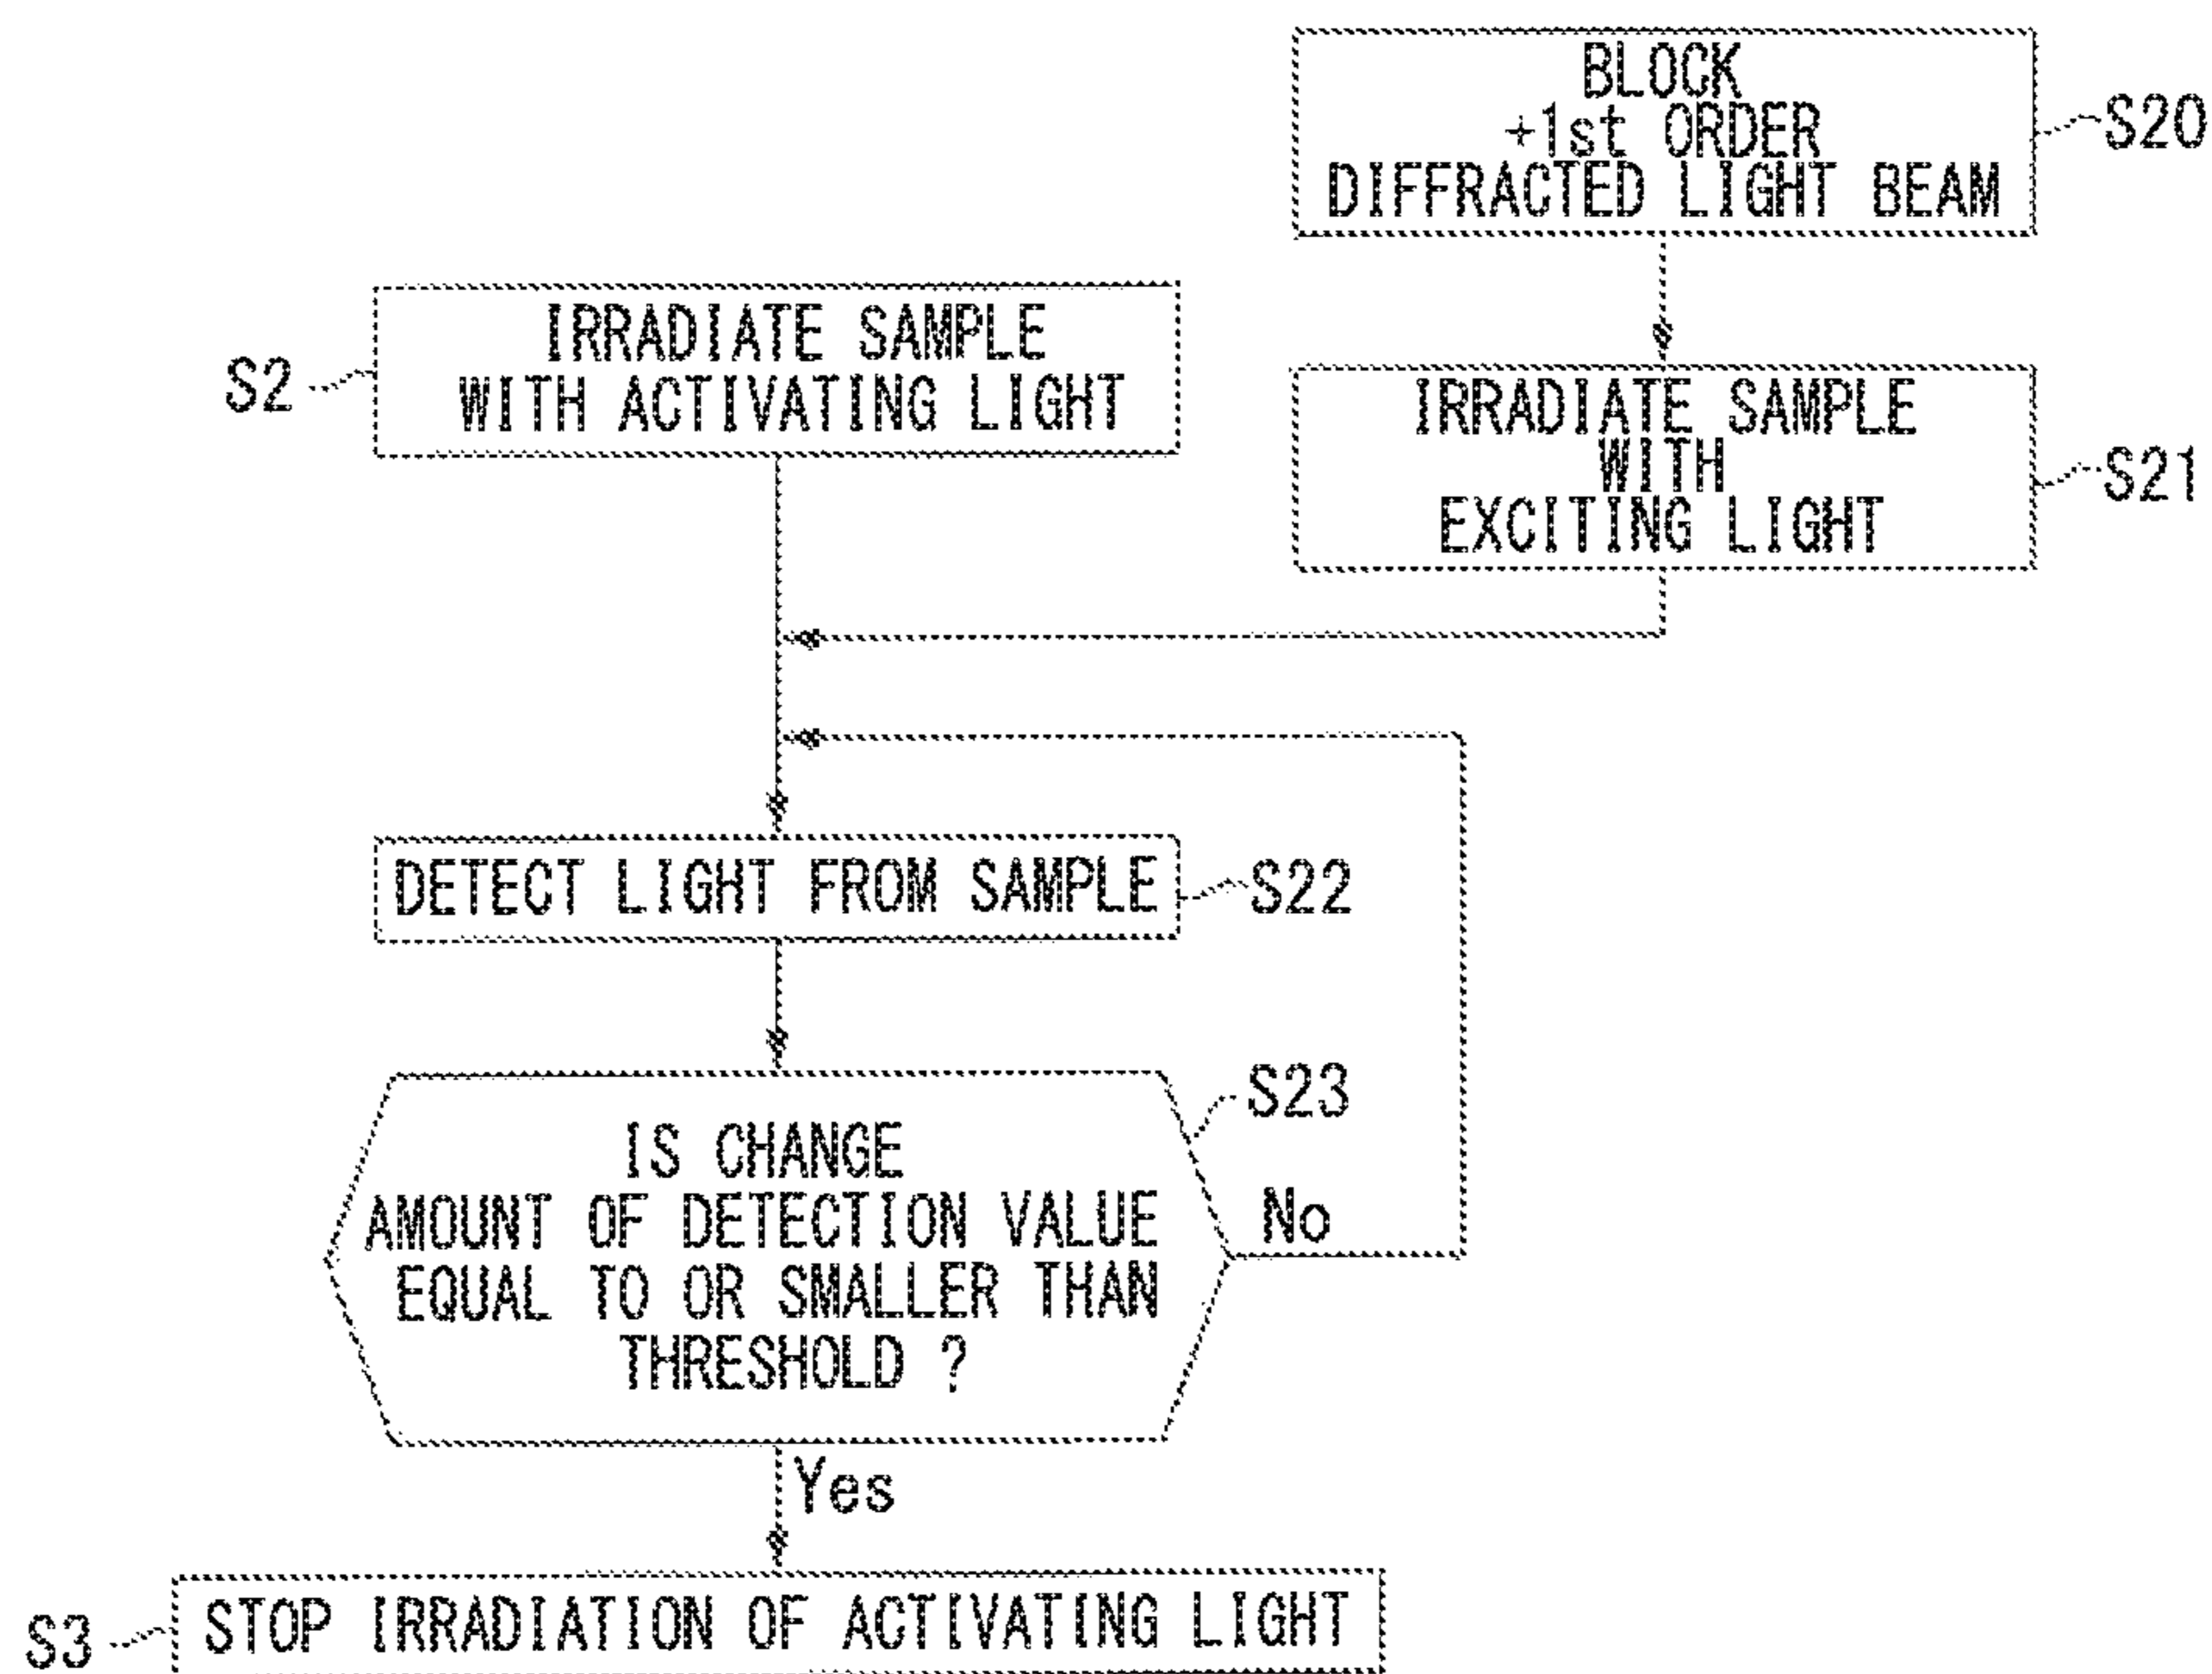 BLOCK
+1st ORDER
DIFFRACTED LIGHT BEAM
S20
IRRADIATE SAMPLE
WITH ACTIVATING LIGHT
S2
IRRADIATE SAMPLE
WITH
EXCITING LIGHT
S21
DETECT LIGHT FROM SAMPLE
S22
IS CHANGE
AMOUNT OF DETECTION VALUE
EQUAL TO OR SMALLER THAN
THRESHOLD ?
S23
No
Yes
S3
STOP IRRADIATION OF ACTIVATING LIGHT